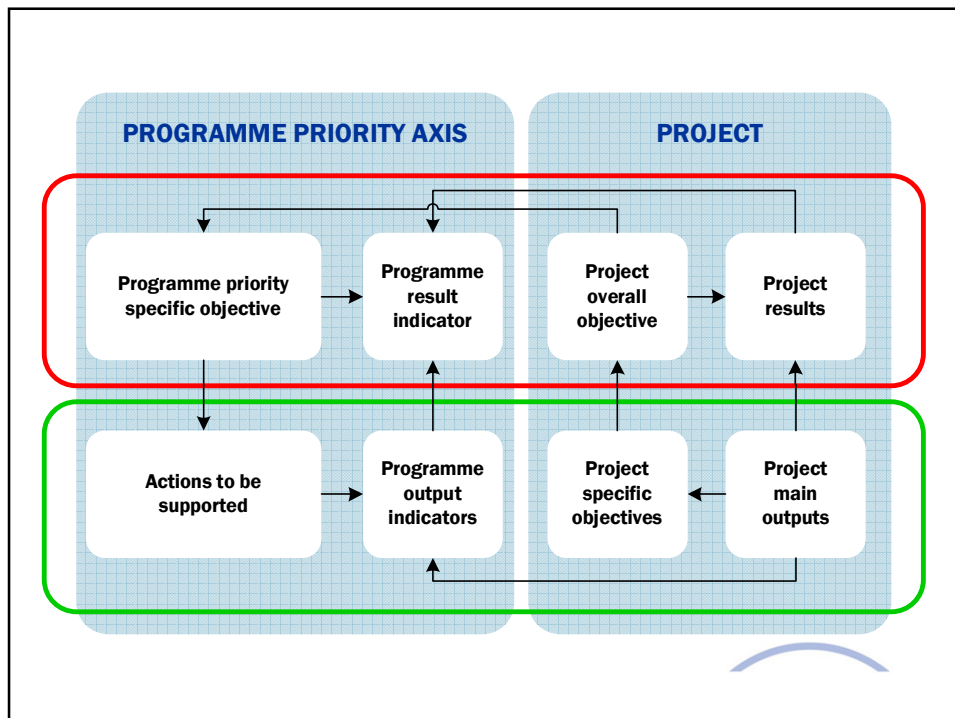 PROGRAMME PRIORITY AXIS
PROJECT
Programme priority
specific objective
Programme
result
indicator
Project
overall
objective
Project
results
Actions to be
supported
Programme
output
indicators
Project
specific
objectives
Project
main
outputs